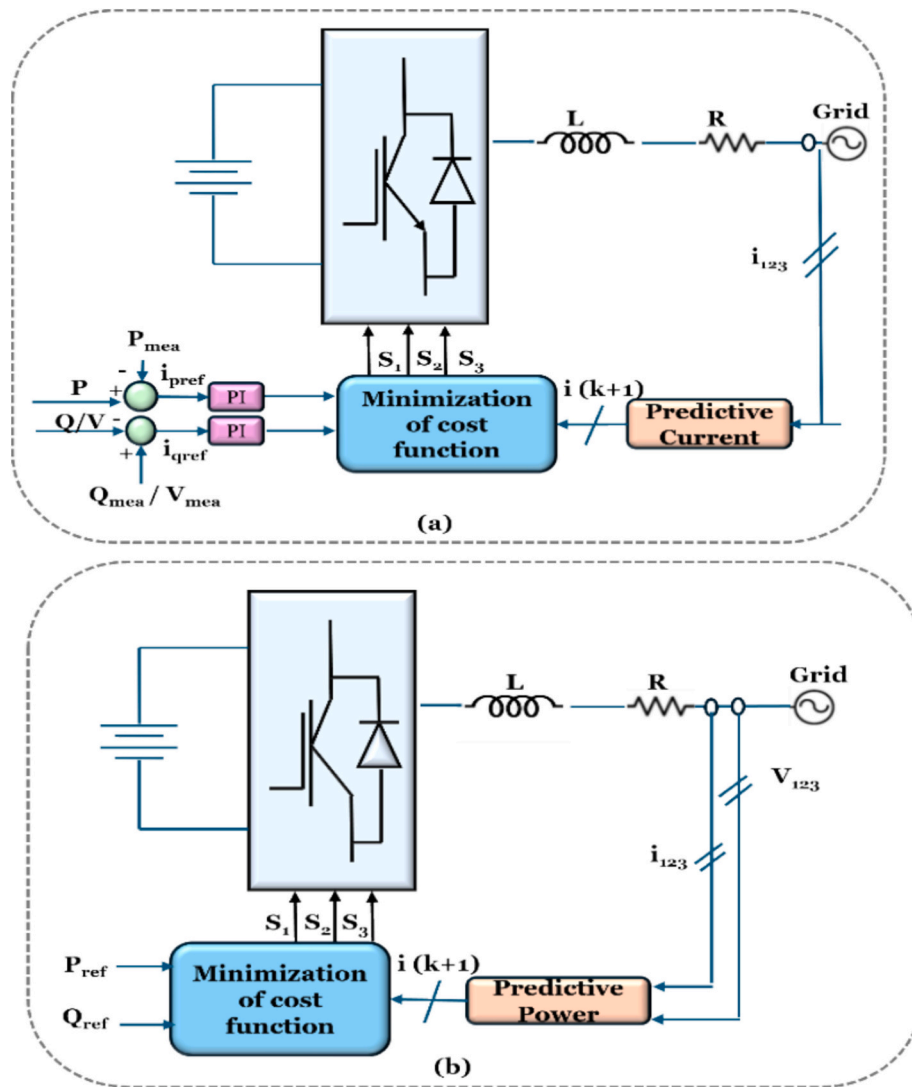 Grid
L
R
i₁₂₃
S₁ S₂ S₃
Pmea
- ipref
P +
PI
Q/V -
+ iqref
PI
Qmea / Vmea
Minimization
of cost
function
i (k+1)
Predictive
Current
(a)
Grid
L
R
V₁₂₃
i₁₂₃
S₁ S₂ S₃
Pref
Qref
Minimization
of cost
function
i (k+1)
Predictive
Power
(b)